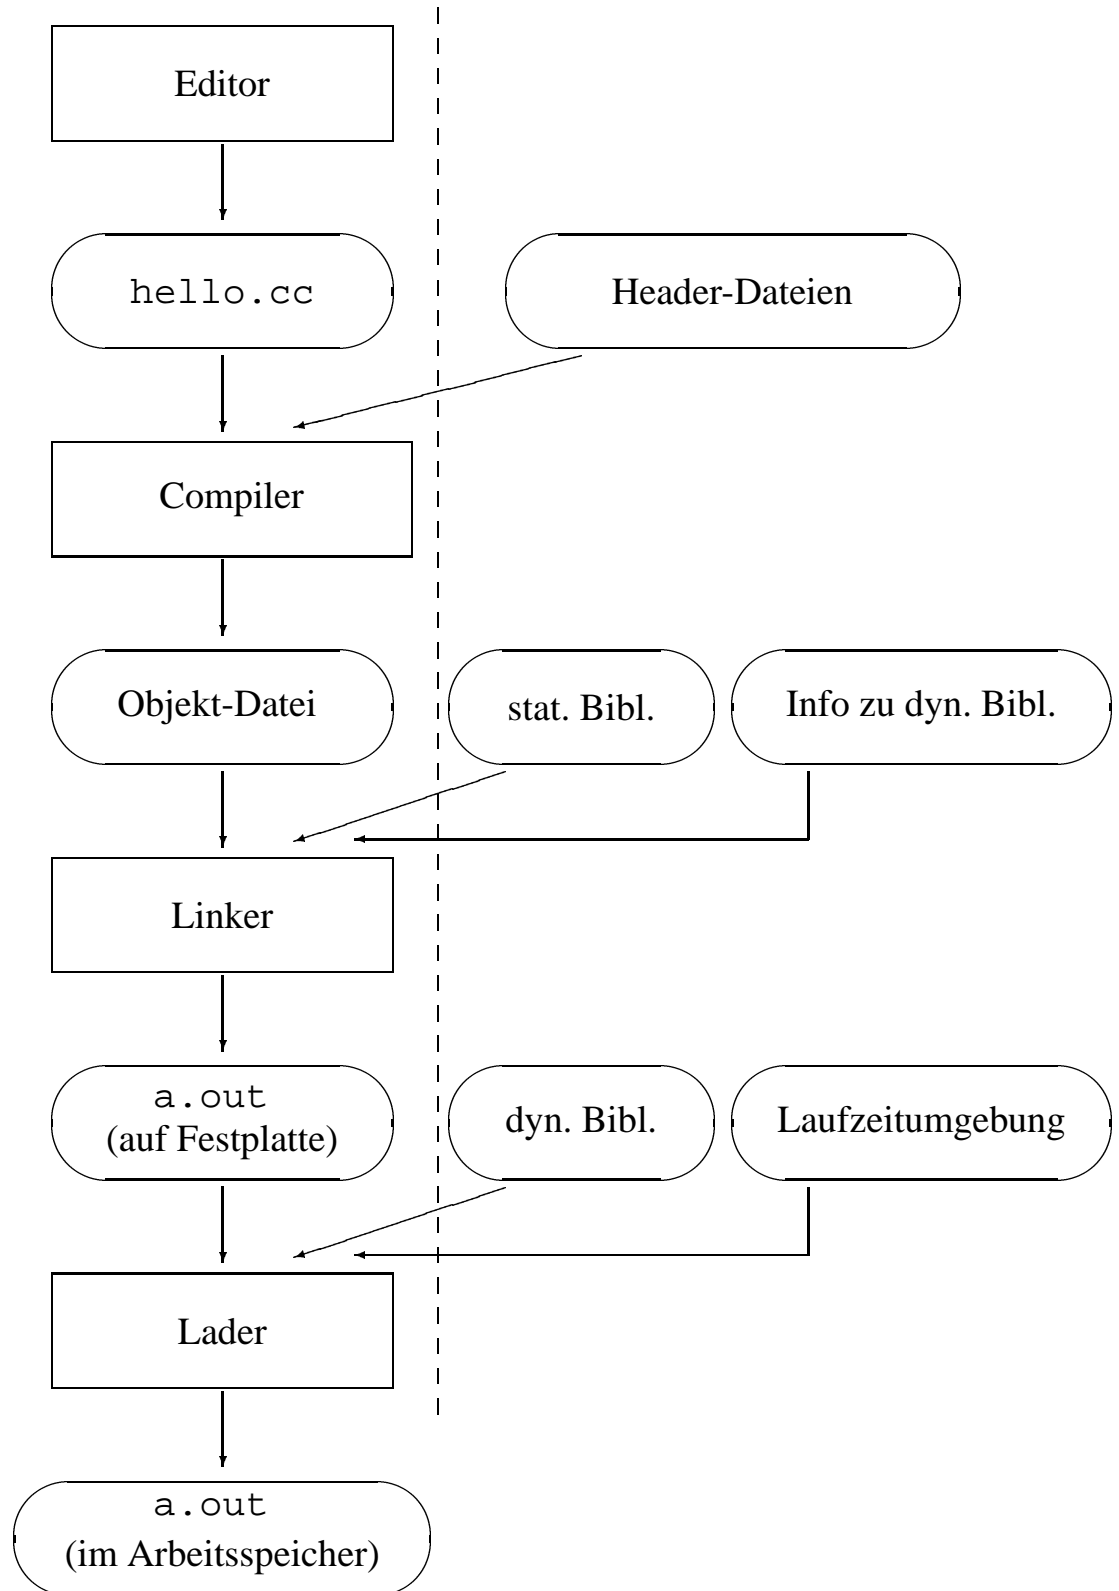 Editor
hello.cc
Header-Dateien
Compiler
Objekt-Datei
stat. Bibl.
Info zu dyn. Bibl.
Linker
a.out
(auf Festplatte)
dyn. Bibl.
Laufzeitumgebung
Lader
a.out
(im Arbeitsspeicher)